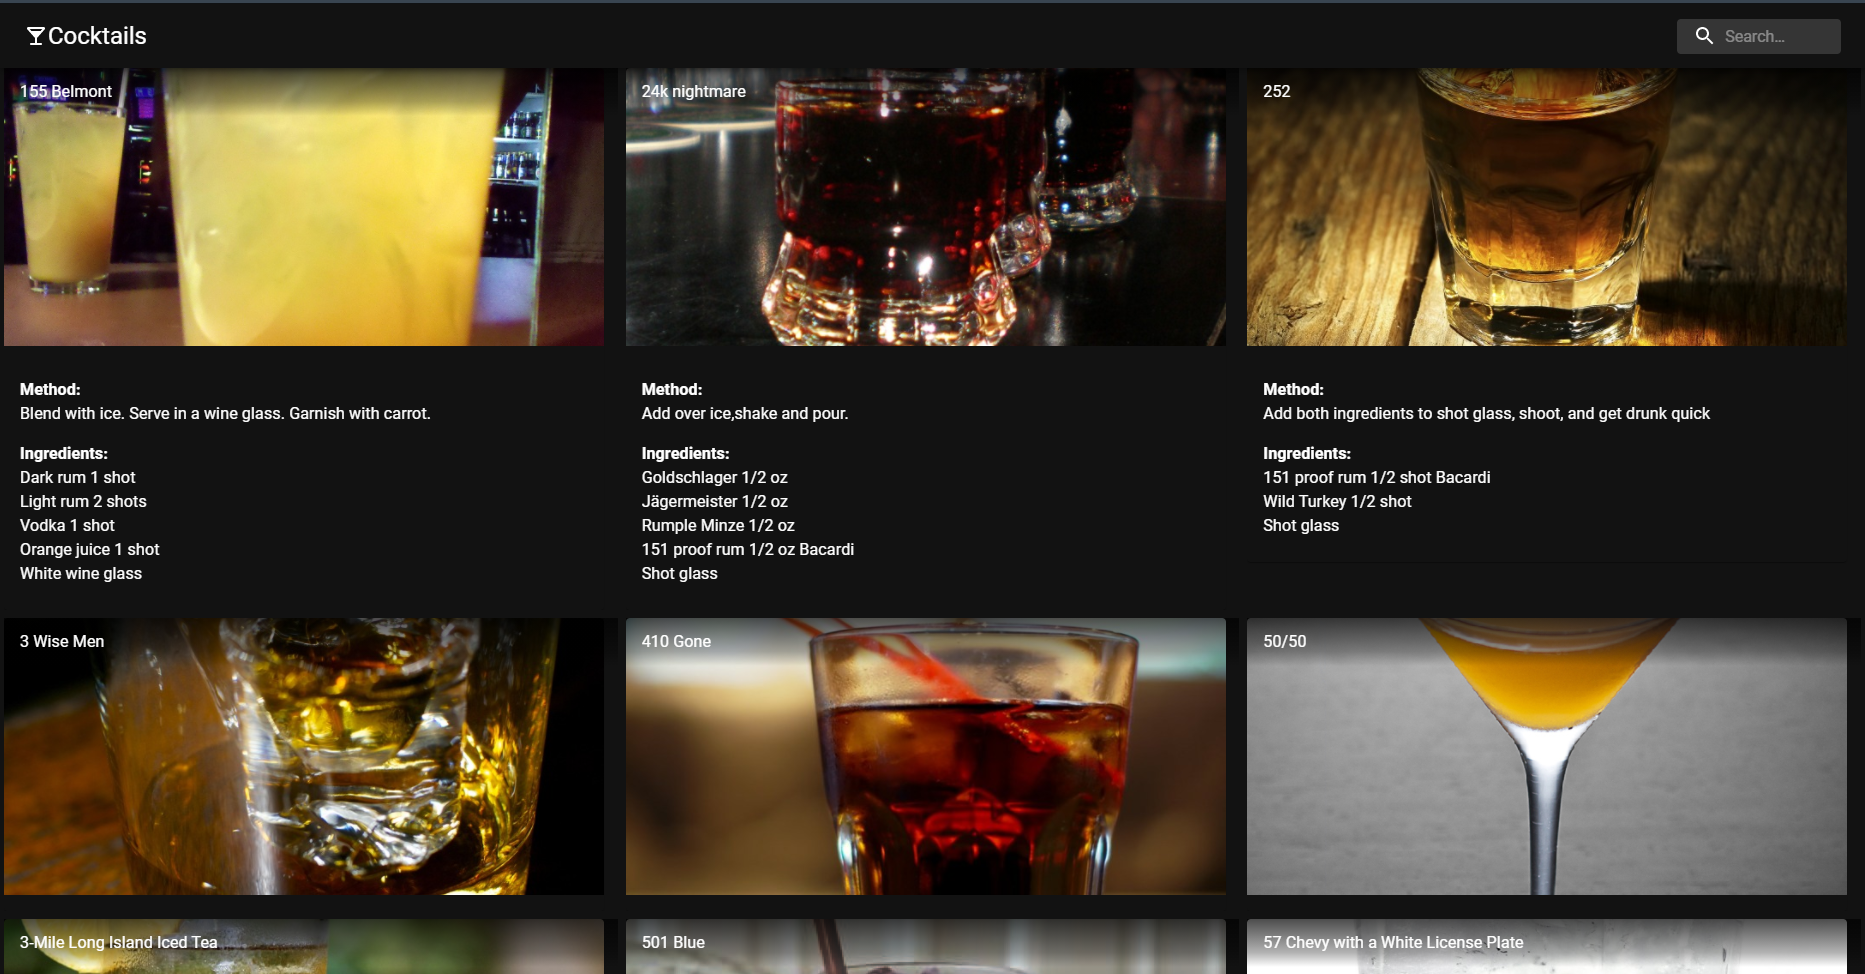 Cocktails
Search...
155 Belmont
24k nightmare
252
Method:
Blend with ice. Serve in a wine glass. Garnish with carrot.
Ingredients:
Dark rum 1 shot
Light rum 2 shots
Vodka 1 shot
Orange juice 1 shot
White wine glass
Method:
Add over ice,shake and pour.
Ingredients:
Goldschlager 1/2 oz
Jägermeister 1/2 oz
Rumple Minze 1/2 oz
151 proof rum 1/2 oz Bacardi
Shot glass
Method:
Add both ingredients to shot glass, shoot, and get drunk quick
Ingredients:
151 proof rum 1/2 shot Bacardi
Wild Turkey 1/2 shot
Shot glass
3 Wise Men
410 Gone
50/50
3-Mile Long Island Iced Tea
501 Blue
57 Chevy with a White License Plate